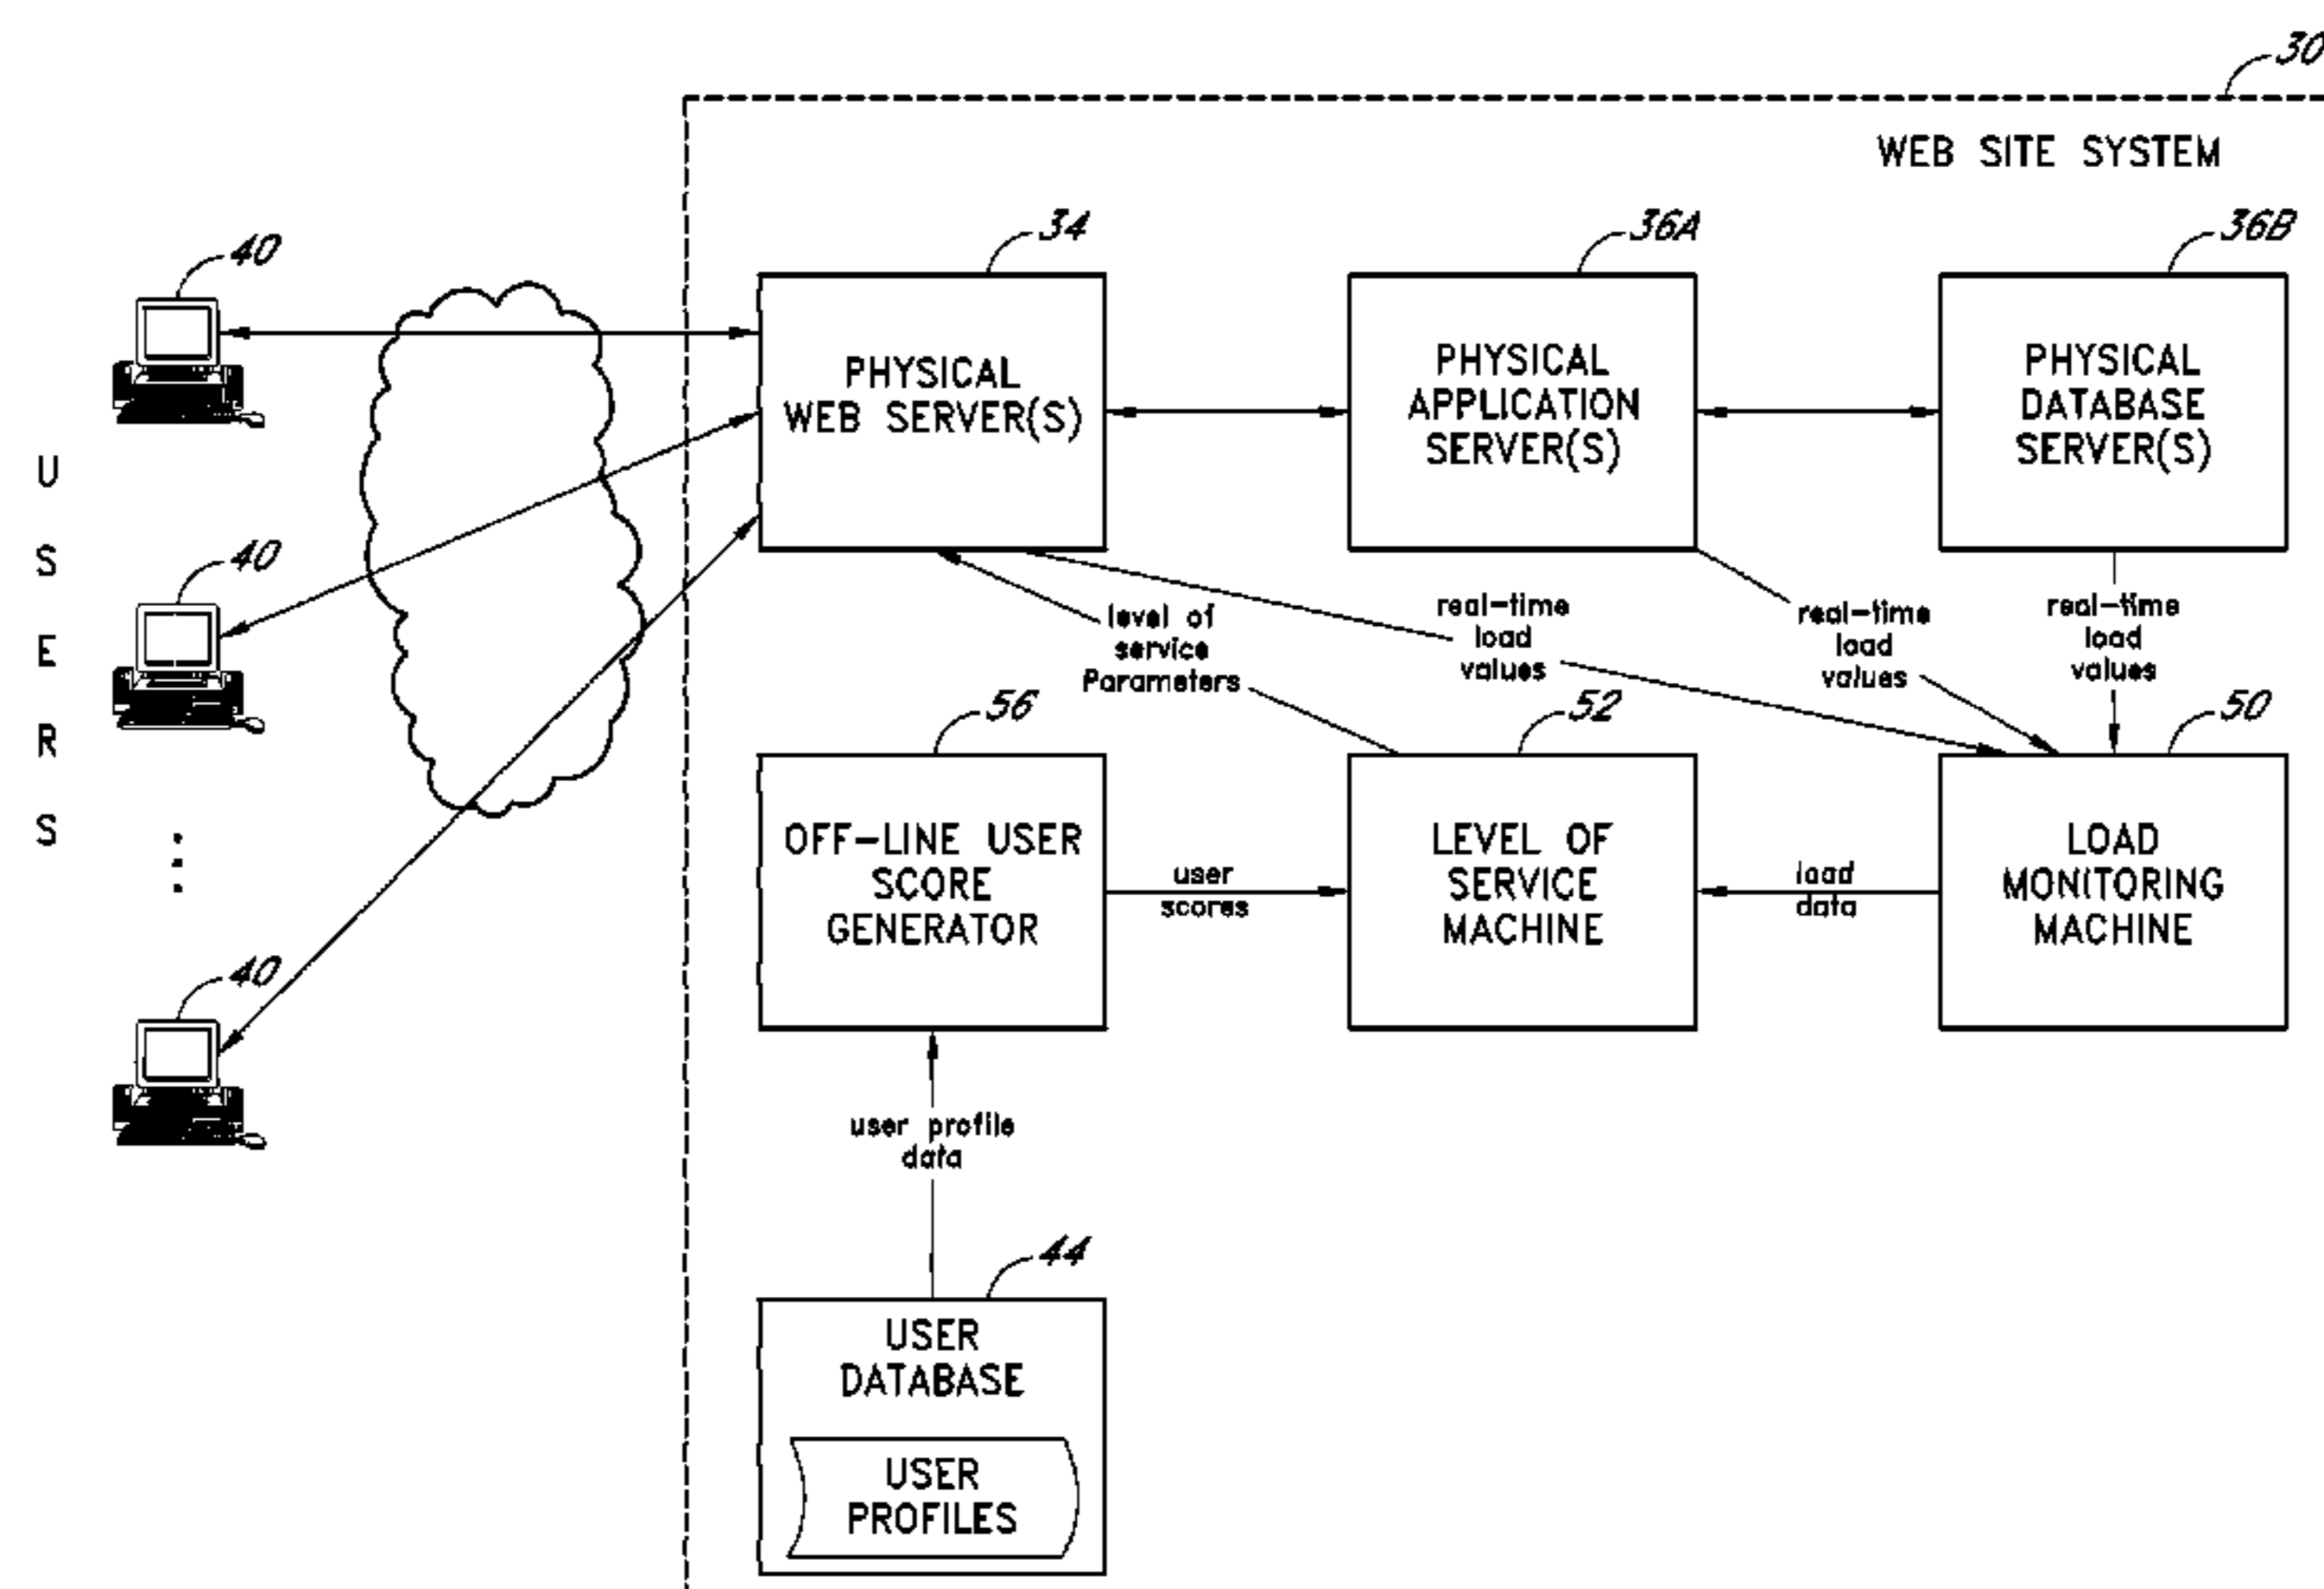 30
WEB SITE SYSTEM
34
36A
36B
40
PHYSICAL
WEB SERVER(S)
PHYSICAL
APPLICATION
SERVER(S)
PHYSICAL
DATABASE
SERVER(S)
USERS
40
level of
service
Parameters
real-time
load
values
real-time
load
values
real-time
load
values
56
52
50
OFF-LINE USER
SCORE
GENERATOR
user
scores
LEVEL OF
SERVICE
MACHINE
load
data
LOAD
MONITORING
MACHINE
40
user profile
data
44
USER
DATABASE
USER
PROFILES